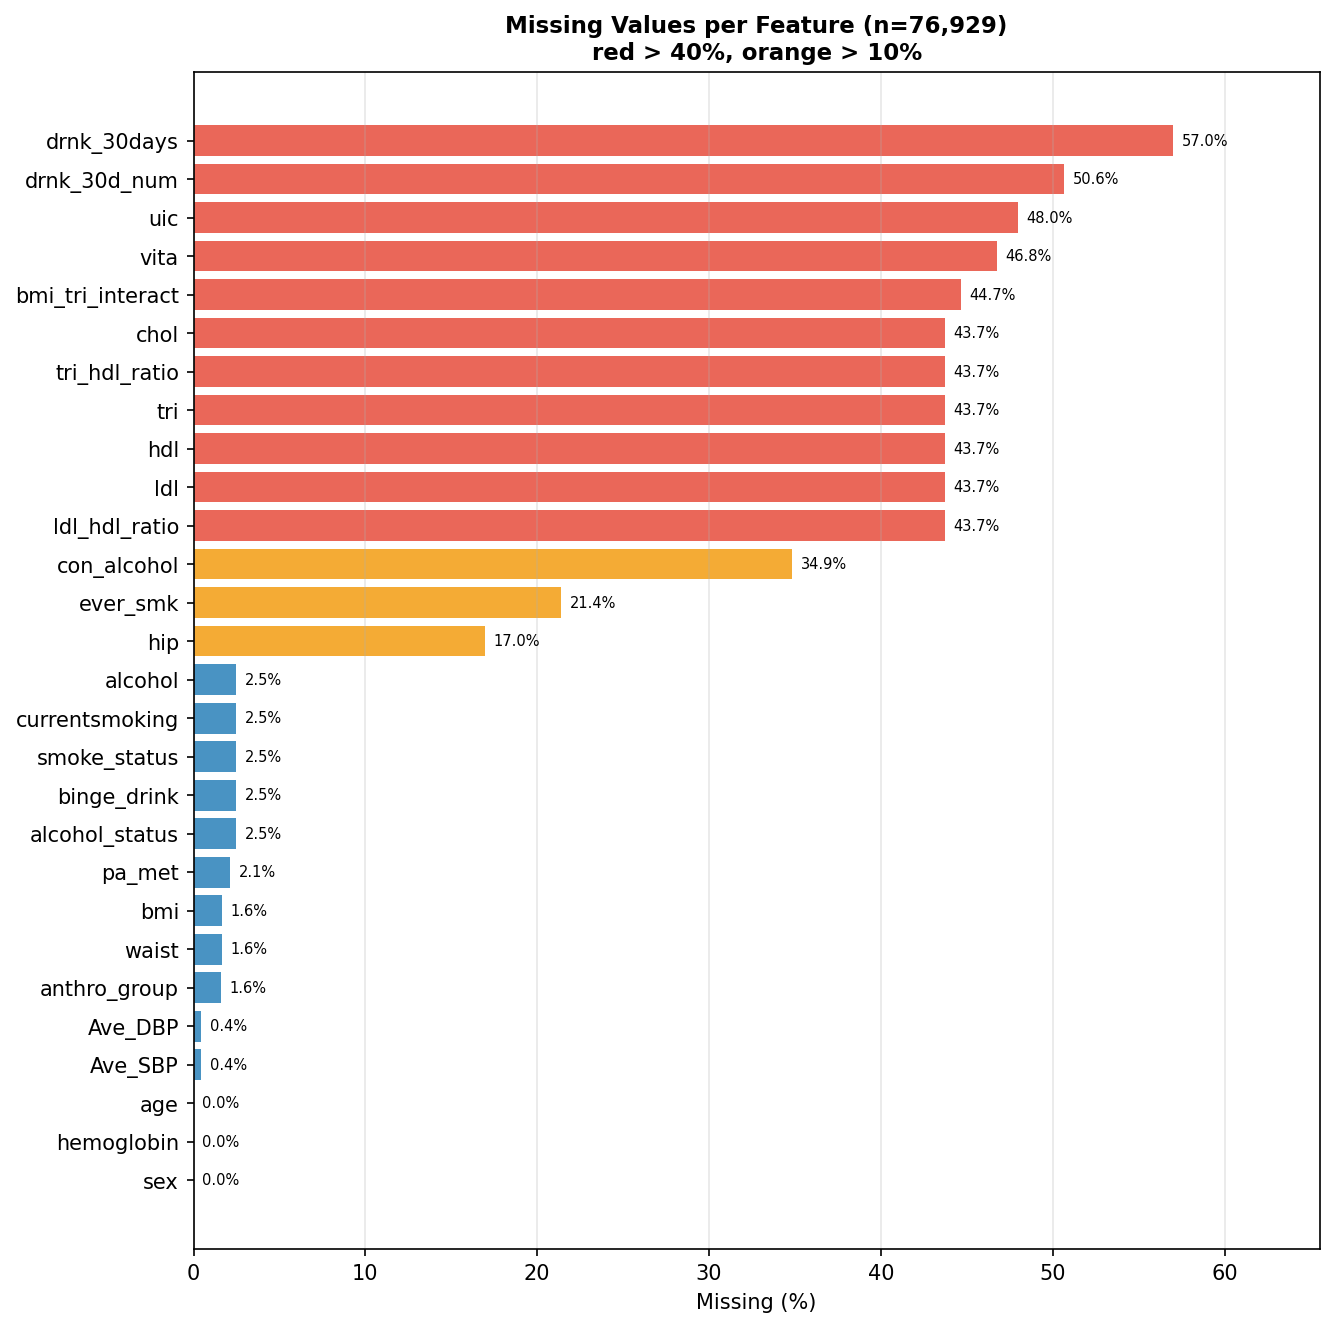 Missing Values per Feature (n=76,929)
red > 40%, orange > 10%
drnk_30days 57.0%
drnk_30d_num 50.6%
uic 48.0%
vita 46.8%
bmi_tri_interact 44.7%
chol 43.7%
tri_hdl_ratio 43.7%
tri 43.7%
hdl 43.7%
ldl 43.7%
ldl_hdl_ratio 43.7%
con_alcohol 34.9%
ever_smk 21.4%
hip 17.0%
alcohol 2.5%
currentsmoking 2.5%
smoke_status 2.5%
binge_drink 2.5%
alcohol_status 2.5%
pa_met 2.1%
bmi 1.6%
waist 1.6%
anthro_group 1.6%
Ave_DBP 0.4%
Ave_SBP 0.4%
age 0.0%
hemoglobin 0.0%
sex 0.0%
0 10 20 30 40 50 60
Missing (%)